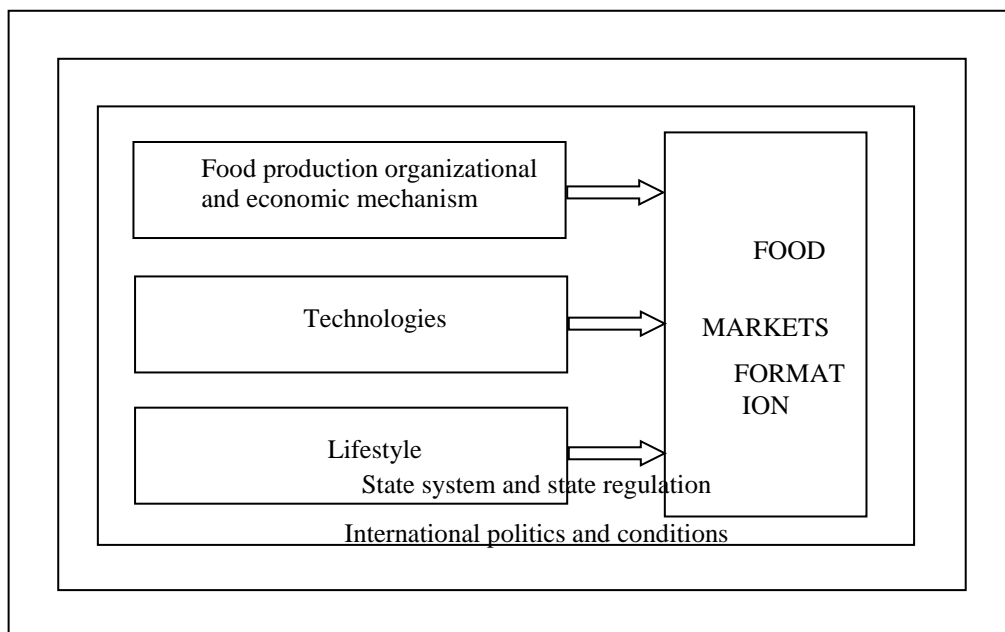 Food production organizational
and economic mechanism
Technologies
Lifestyle
FOOD
MARKETS
FORMAT
ION
State system and state regulation
International politics and conditions